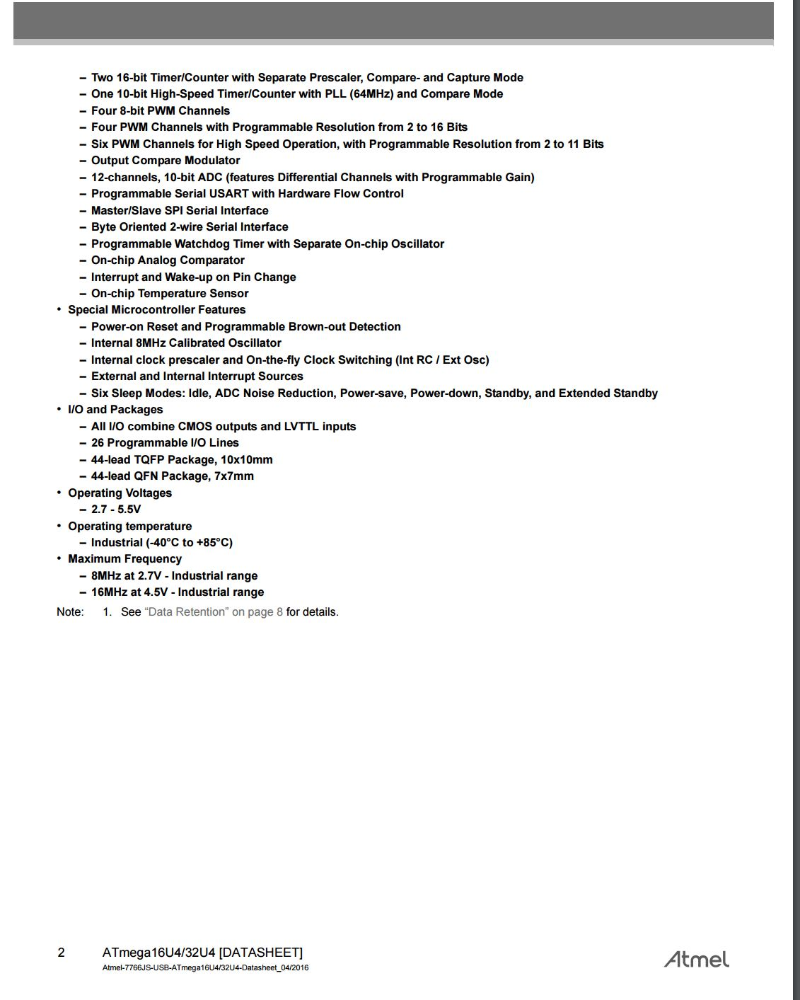 – Two 16-bit Timer/Counter with Separate Prescaler, Compare- and Capture Mode
– One 10-bit High-Speed Timer/Counter with PLL (64MHz) and Compare Mode
– Four 8-bit PWM Channels
– Four PWM Channels with Programmable Resolution from 2 to 16 Bits
– Six PWM Channels for High Speed Operation, with Programmable Resolution from 2 to 11 Bits
– Output Compare Modulator
– 12-channels, 10-bit ADC (features Differential Channels with Programmable Gain)
– Programmable Serial USART with Hardware Flow Control
– Master/Slave SPI Serial Interface
– Byte Oriented 2-wire Serial Interface
– Programmable Watchdog Timer with Separate On-chip Oscillator
– On-chip Analog Comparator
– Interrupt and Wake-up on Pin Change
– On-chip Temperature Sensor
• Special Microcontroller Features
– Power-on Reset and Programmable Brown-out Detection
– Internal 8MHz Calibrated Oscillator
– Internal clock prescaler and On-the-fly Clock Switching (Int RC / Ext Osc)
– External and Internal Interrupt Sources
– Six Sleep Modes: Idle, ADC Noise Reduction, Power-save, Power-down, Standby, and Extended Standby
• I/O and Packages
– All I/O combine CMOS outputs and LVTTL inputs
– 26 Programmable I/O Lines
– 44-lead TQFP Package, 10x10mm
– 44-lead QFN Package, 7x7mm
• Operating Voltages
– 2.7 - 5.5V
• Operating temperature
– Industrial (-40°C to +85°C)
• Maximum Frequency
– 8MHz at 2.7V - Industrial range
– 16MHz at 4.5V - Industrial range
Note: 1. See “Data Retention” on page 8 for details.
2 ATmega16U4/32U4 [DATASHEET]
Atmel-7766JS-USB-ATmega16U4/32U4-Datasheet_04/2016
Atmel